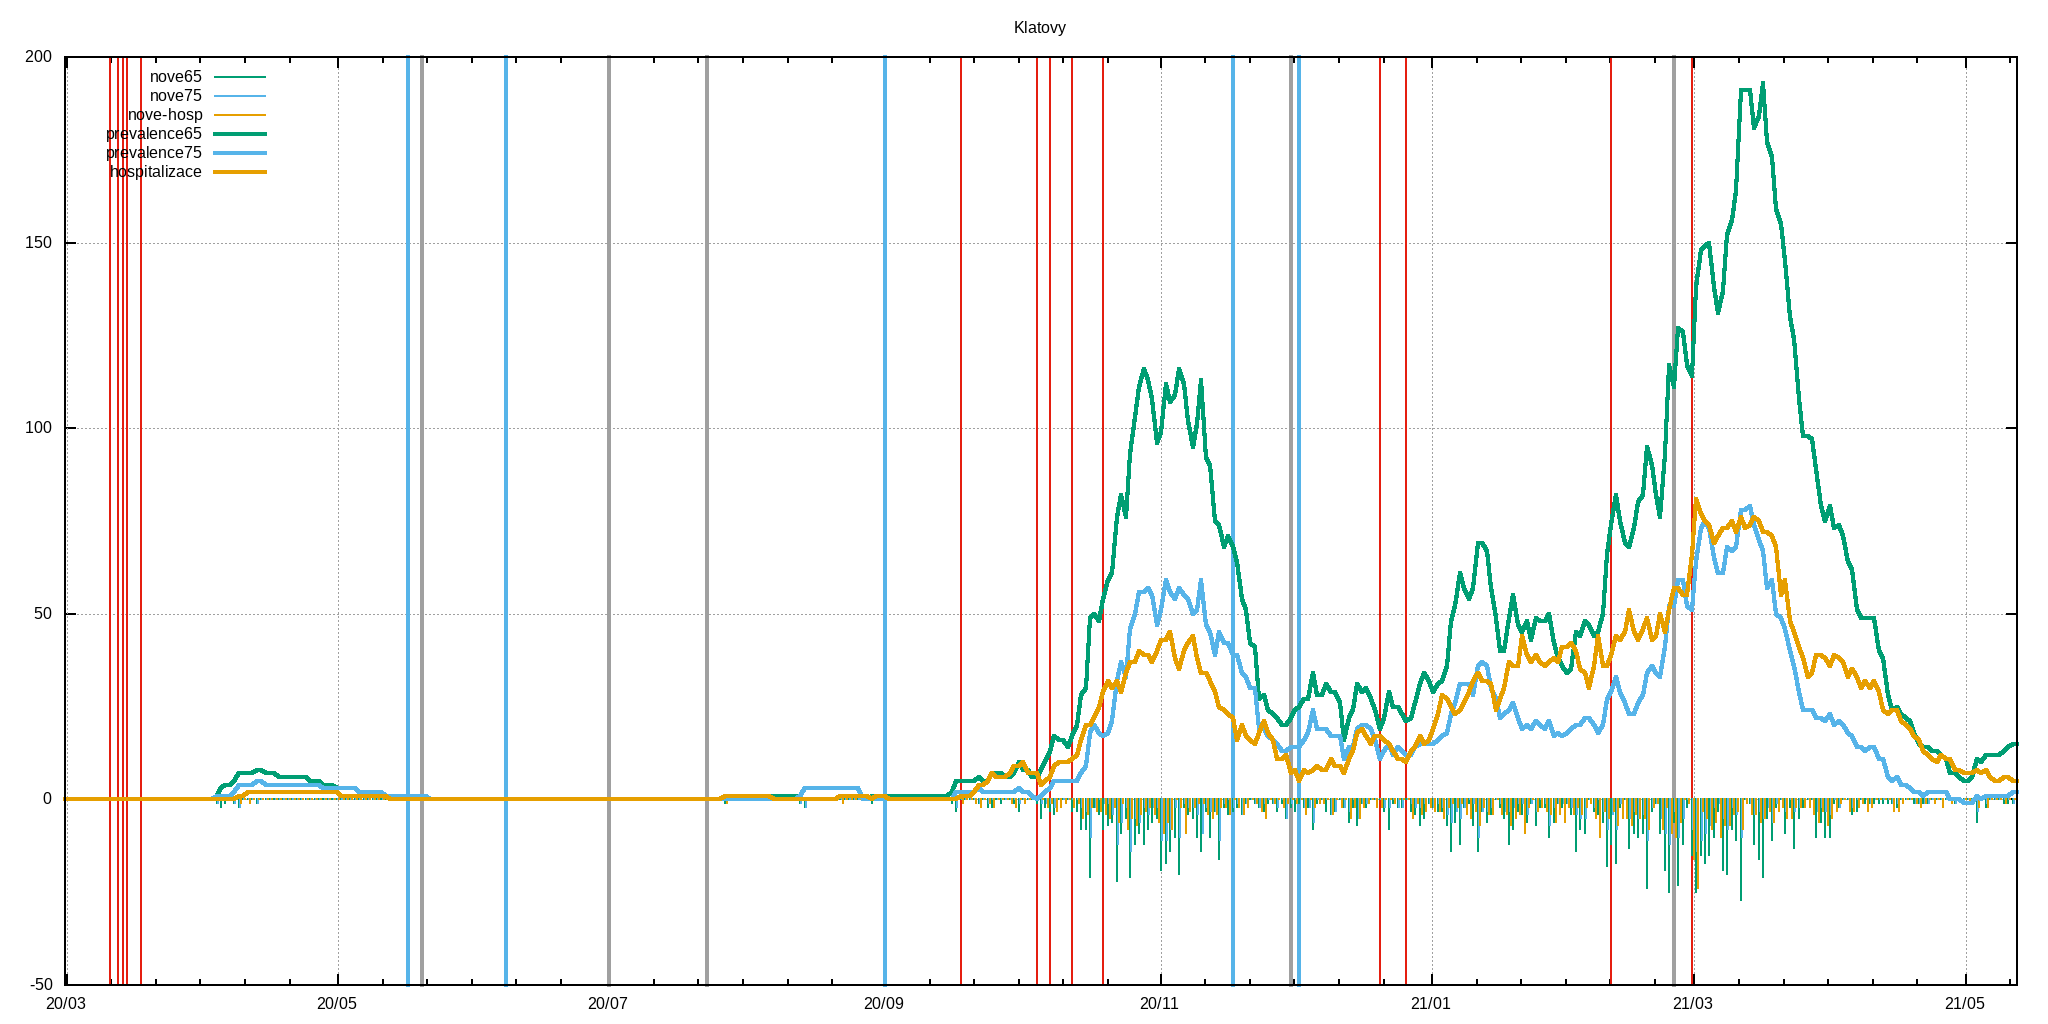 Klatovy
200
150
100
50
0
-50
nove65
nove75
nove-hosp
prevalence65
prevalence75
hospitalizace
20/03 20/05 20/07 20/09 20/11 21/01 21/03 21/05